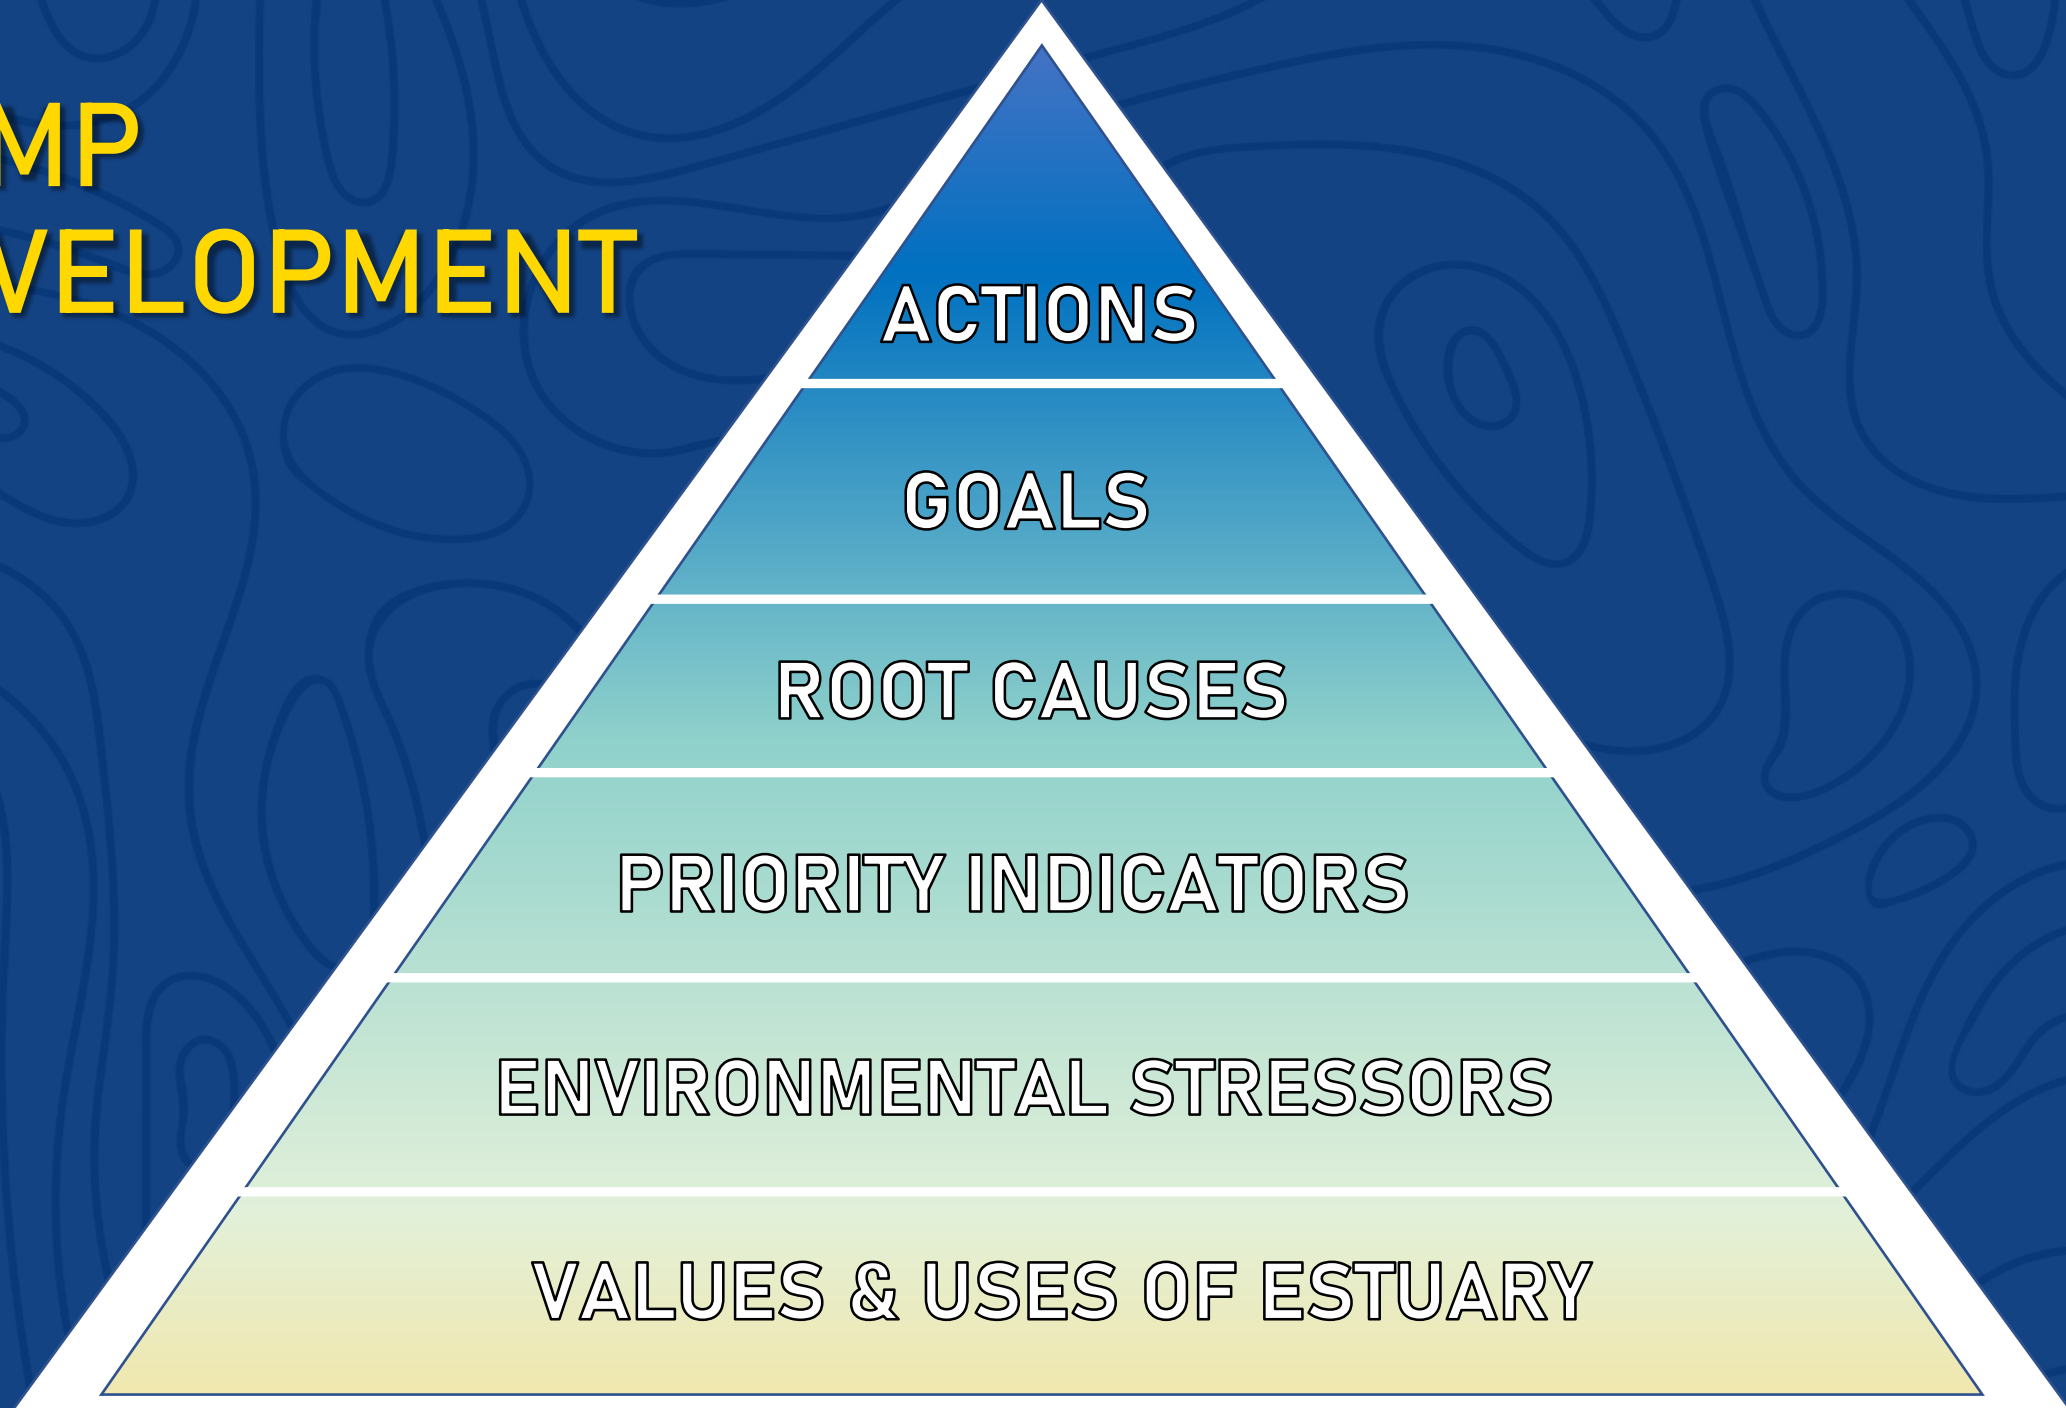 MP
VELOPMENT
ACTIONS
GOALS
ROOT CAUSES
PRIORITY INDICATORS
ENVIRONMENTAL STRESSORS
VALUES & USES OF ESTUARY